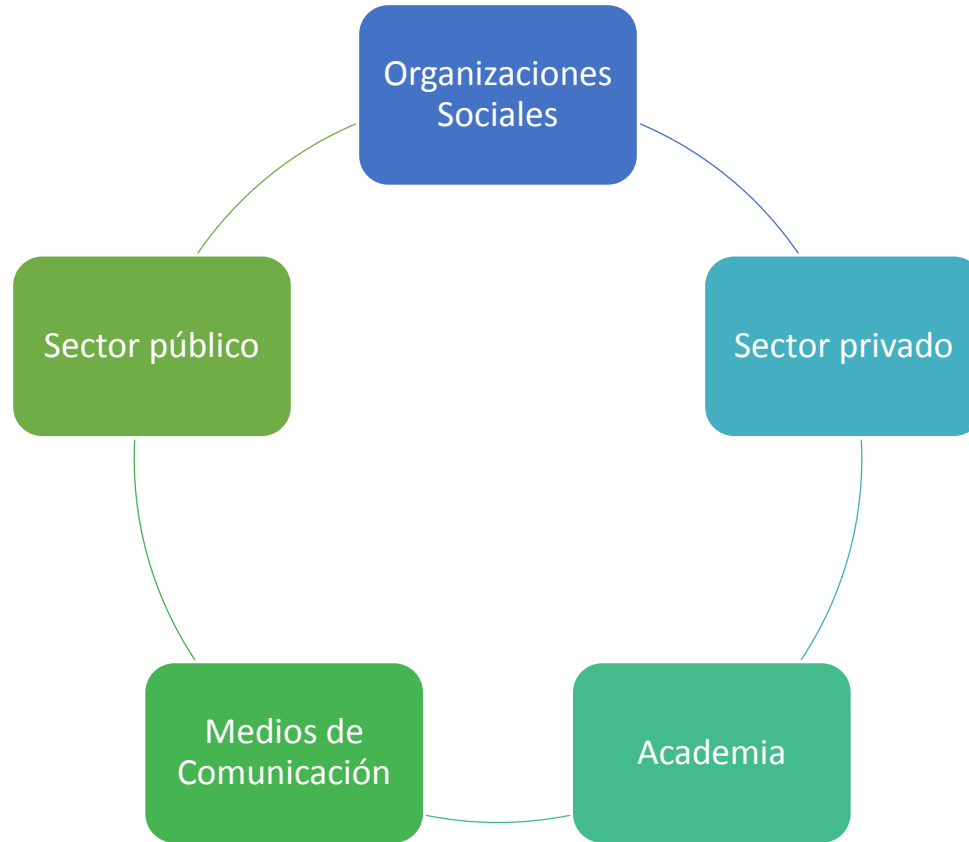 Organizaciones
Sociales
Sector público
Sector privado
Medios de
Comunicación
Academia